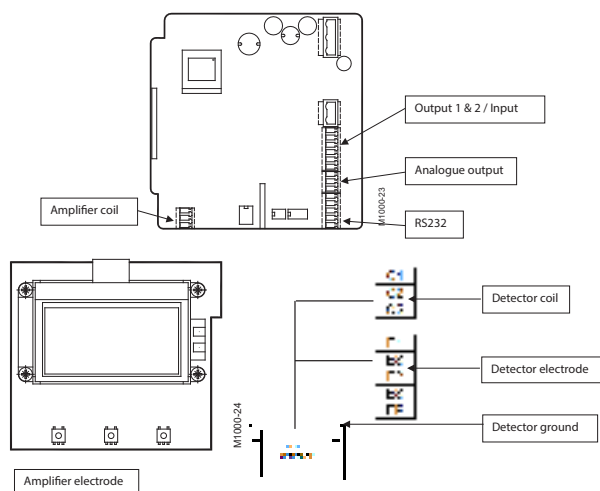 Output 1 & 2 / Input
Analogue output
M1000-23
Amplifier coil
RS232
Detector coil
Detector electrode
Detector ground
M1000-24
Amplifier electrode